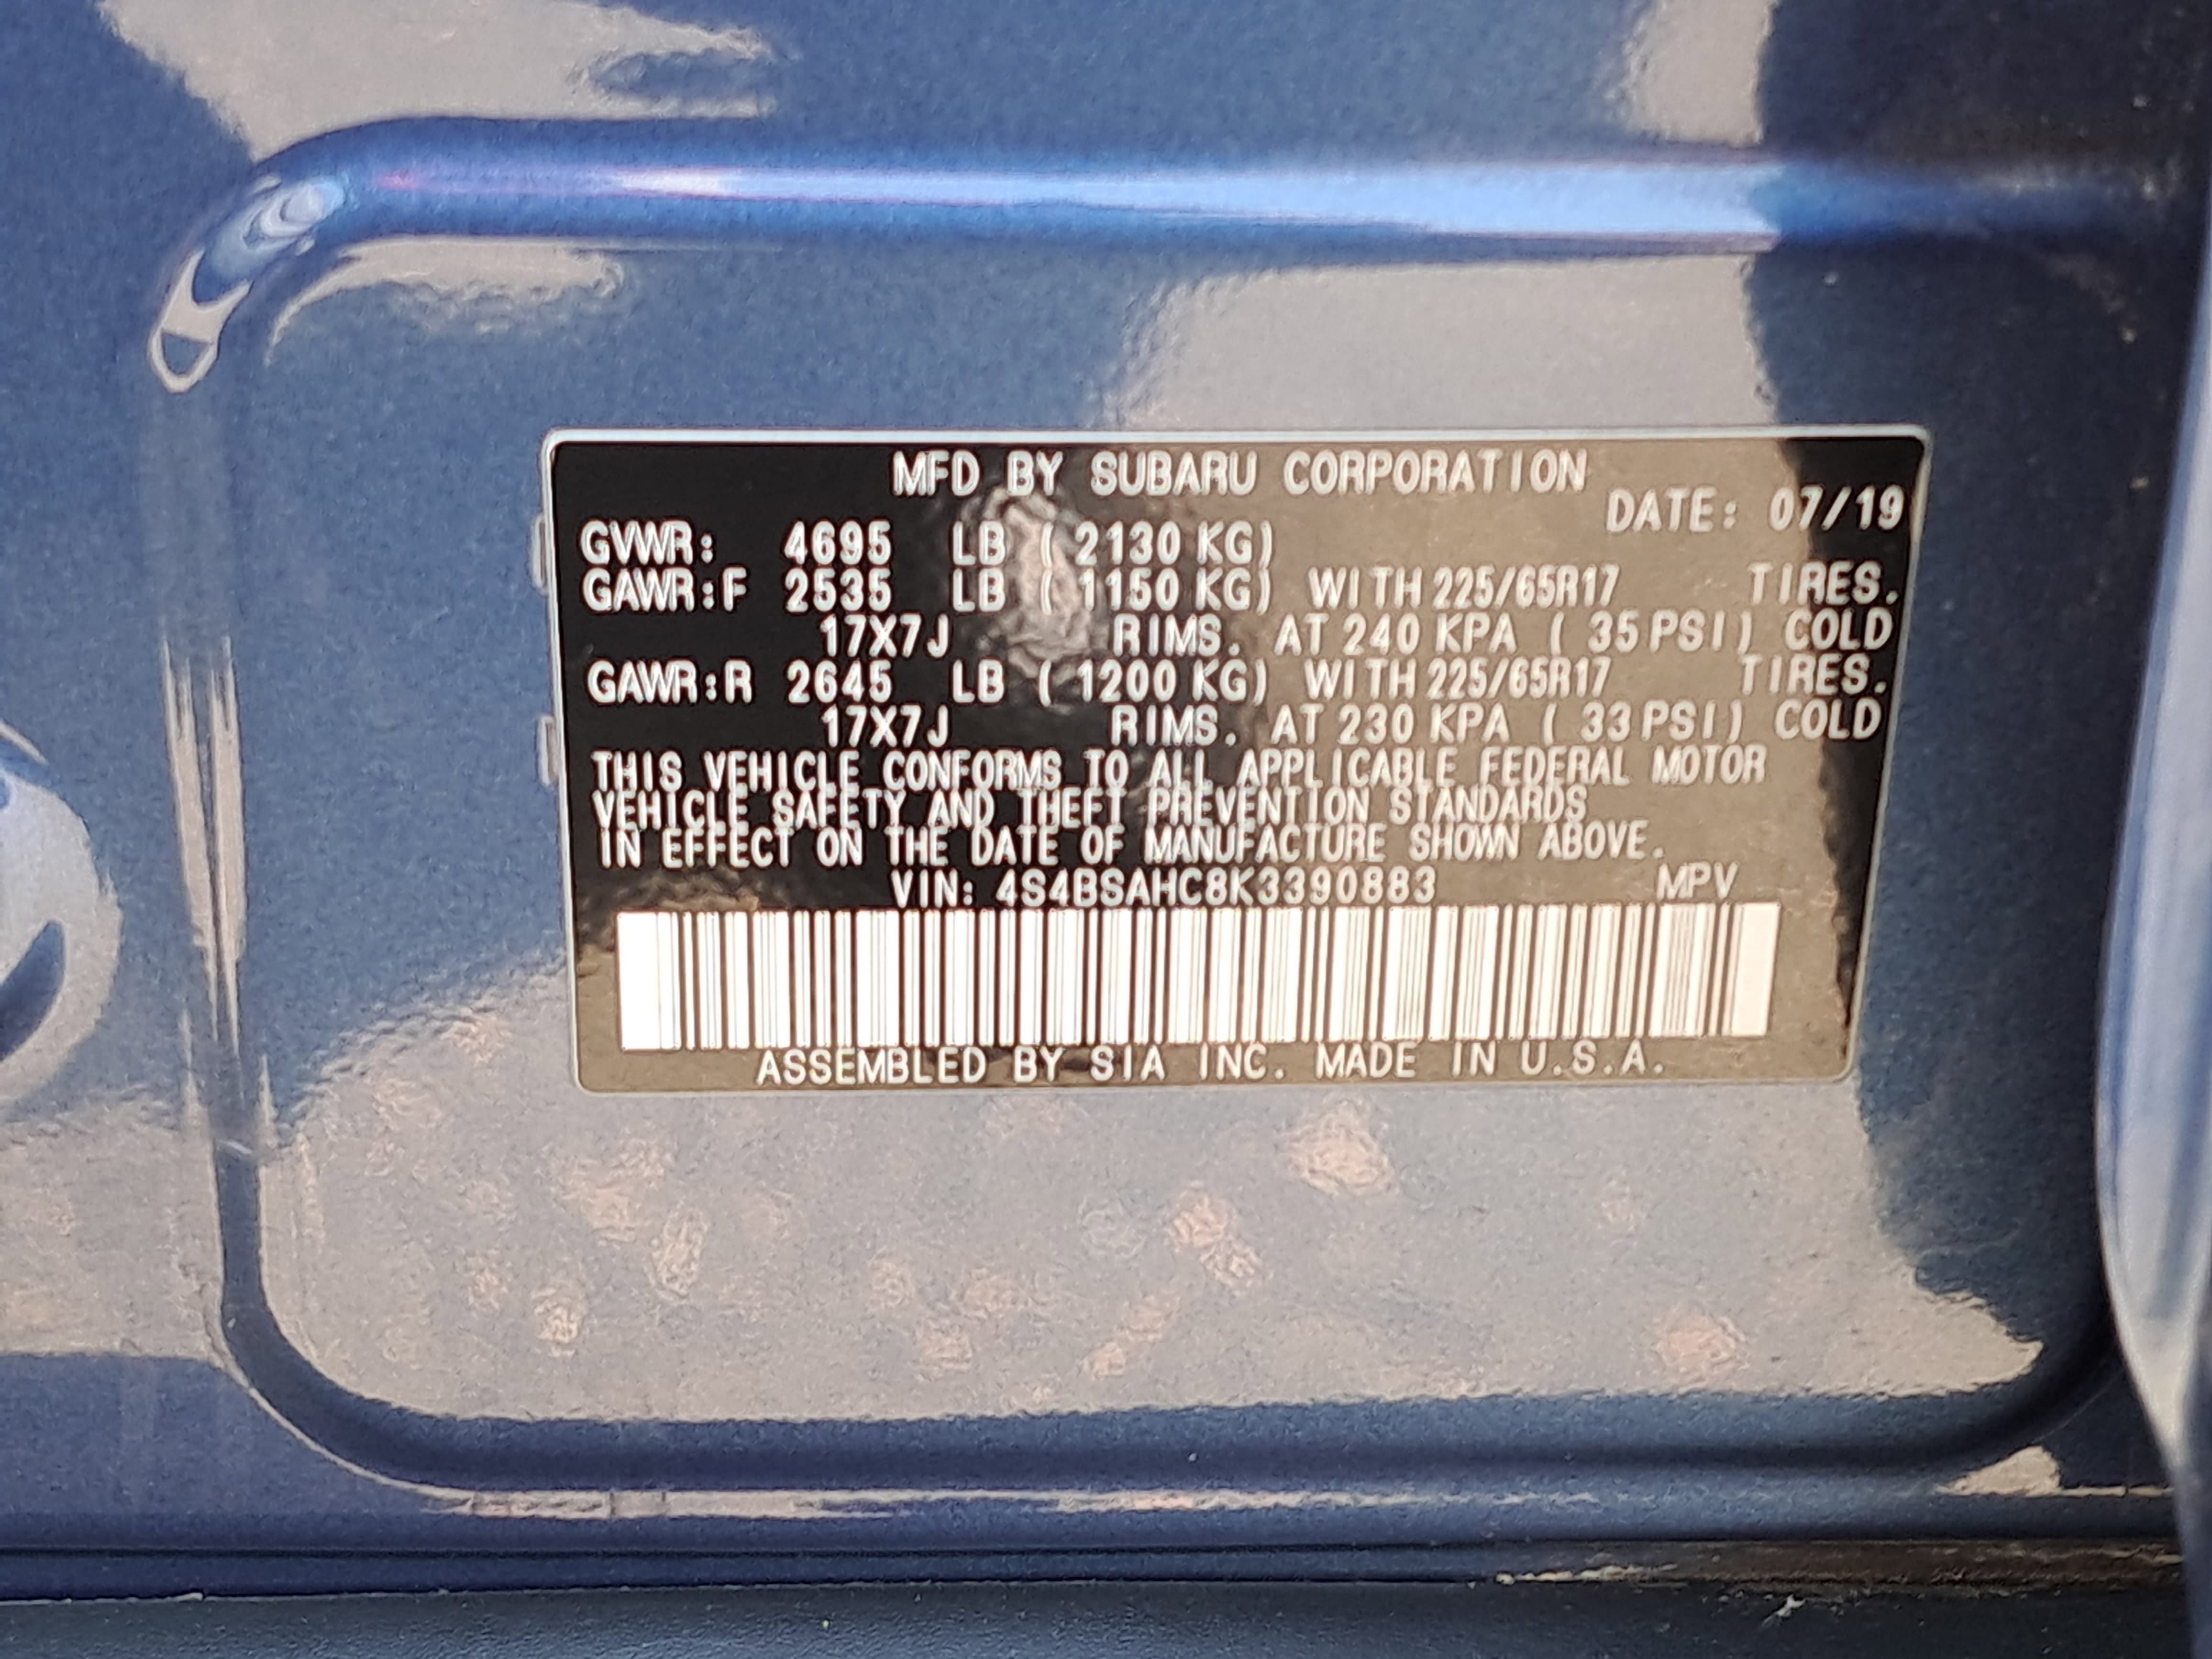 MFD BY SUBARU CORPORATION
DATE: 07/19
GVWR: 4695 LB ( 2130 KG)
GAWR:F 2535 LB ( 1150 KG) WITH 225/65R17 TIRES.
17X7J RIMS. AT 240 KPA ( 35 PSI) COLD
GAWR:R 2645 LB ( 1200 KG) WITH 225/65R17 TIRES.
17X7J RIMS. AT 230 KPA ( 33 PSI) COLD
THIS VEHICLE CONFORMS TO ALL APPLICABLE FEDERAL MOTOR
VEHICLE SAFETY AND THEFT PREVENTION STANDARDS
IN EFFECT ON THE DATE OF MANUFACTURE SHOWN ABOVE.
VIN: 4S4BSAHC8K3390883 MPV
ASSEMBLED BY SIA INC. MADE IN U.S.A.